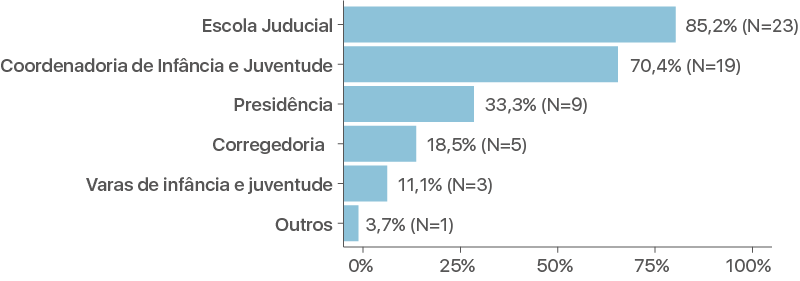 Escola Juducial 85,2% (N=23)
Coordenadoria de Infância e Juventude 70,4% (N=19)
Presidência 33,3% (N=9)
Corregedoria 18,5% (N=5)
Varas de infância e juventude 11,1% (N=3)
Outros 3,7% (N=1)
0% 25% 50% 75% 100%